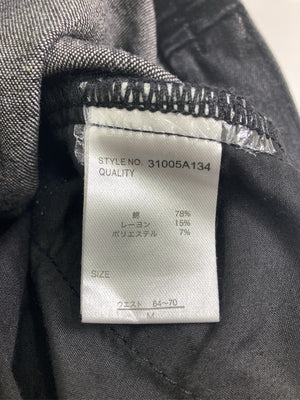 STYLE NO. 31005A134
QUALITY
綿 78%
レーヨン 15%
ポリエステル 7%
SIZE
ウエスト 64~70
M